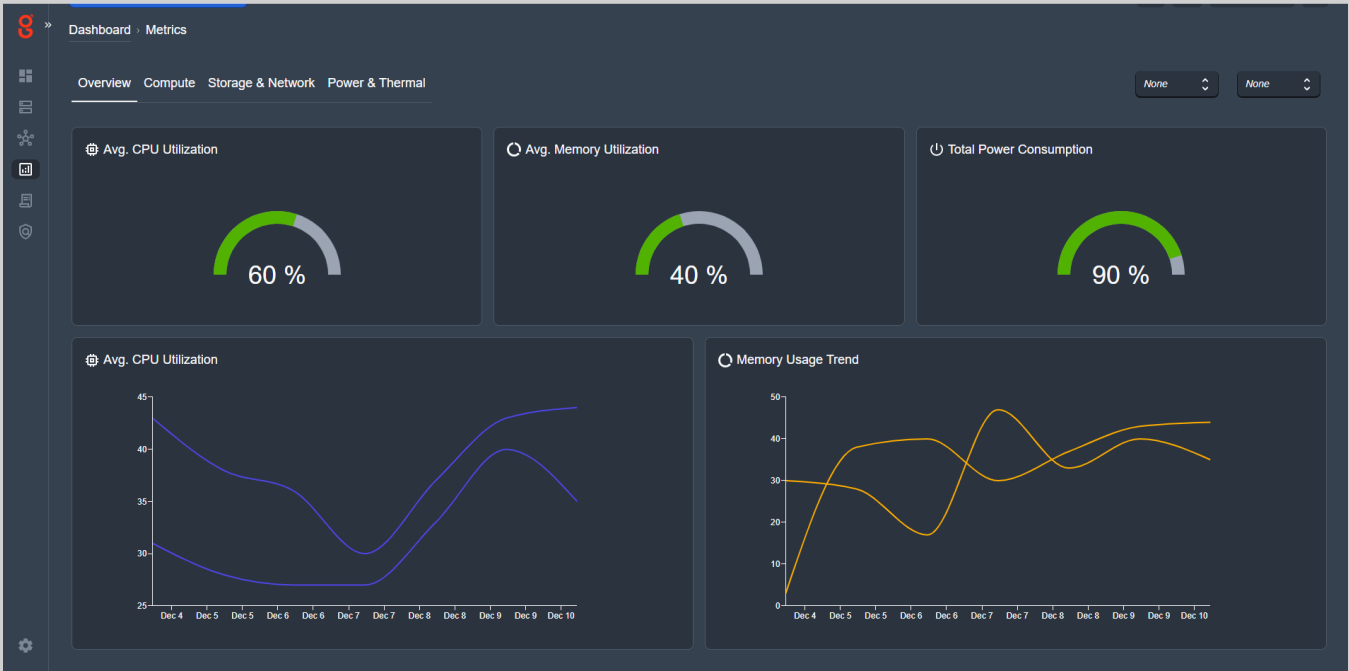 g »
Dashboard › Metrics
Overview Compute Storage & Network Power & Thermal None None
Avg. CPU Utilization
60 %
Avg. Memory Utilization
40 %
Total Power Consumption
90 %
Avg. CPU Utilization
45
40
35
30
25
Dec 4 Dec 5 Dec 5 Dec 6 Dec 6 Dec 7 Dec 7 Dec 8 Dec 8 Dec 9 Dec 9 Dec 10
Memory Usage Trend
50
40
30
20
10
0
Dec 4 Dec 5 Dec 5 Dec 6 Dec 6 Dec 7 Dec 7 Dec 8 Dec 8 Dec 9 Dec 9 Dec 10